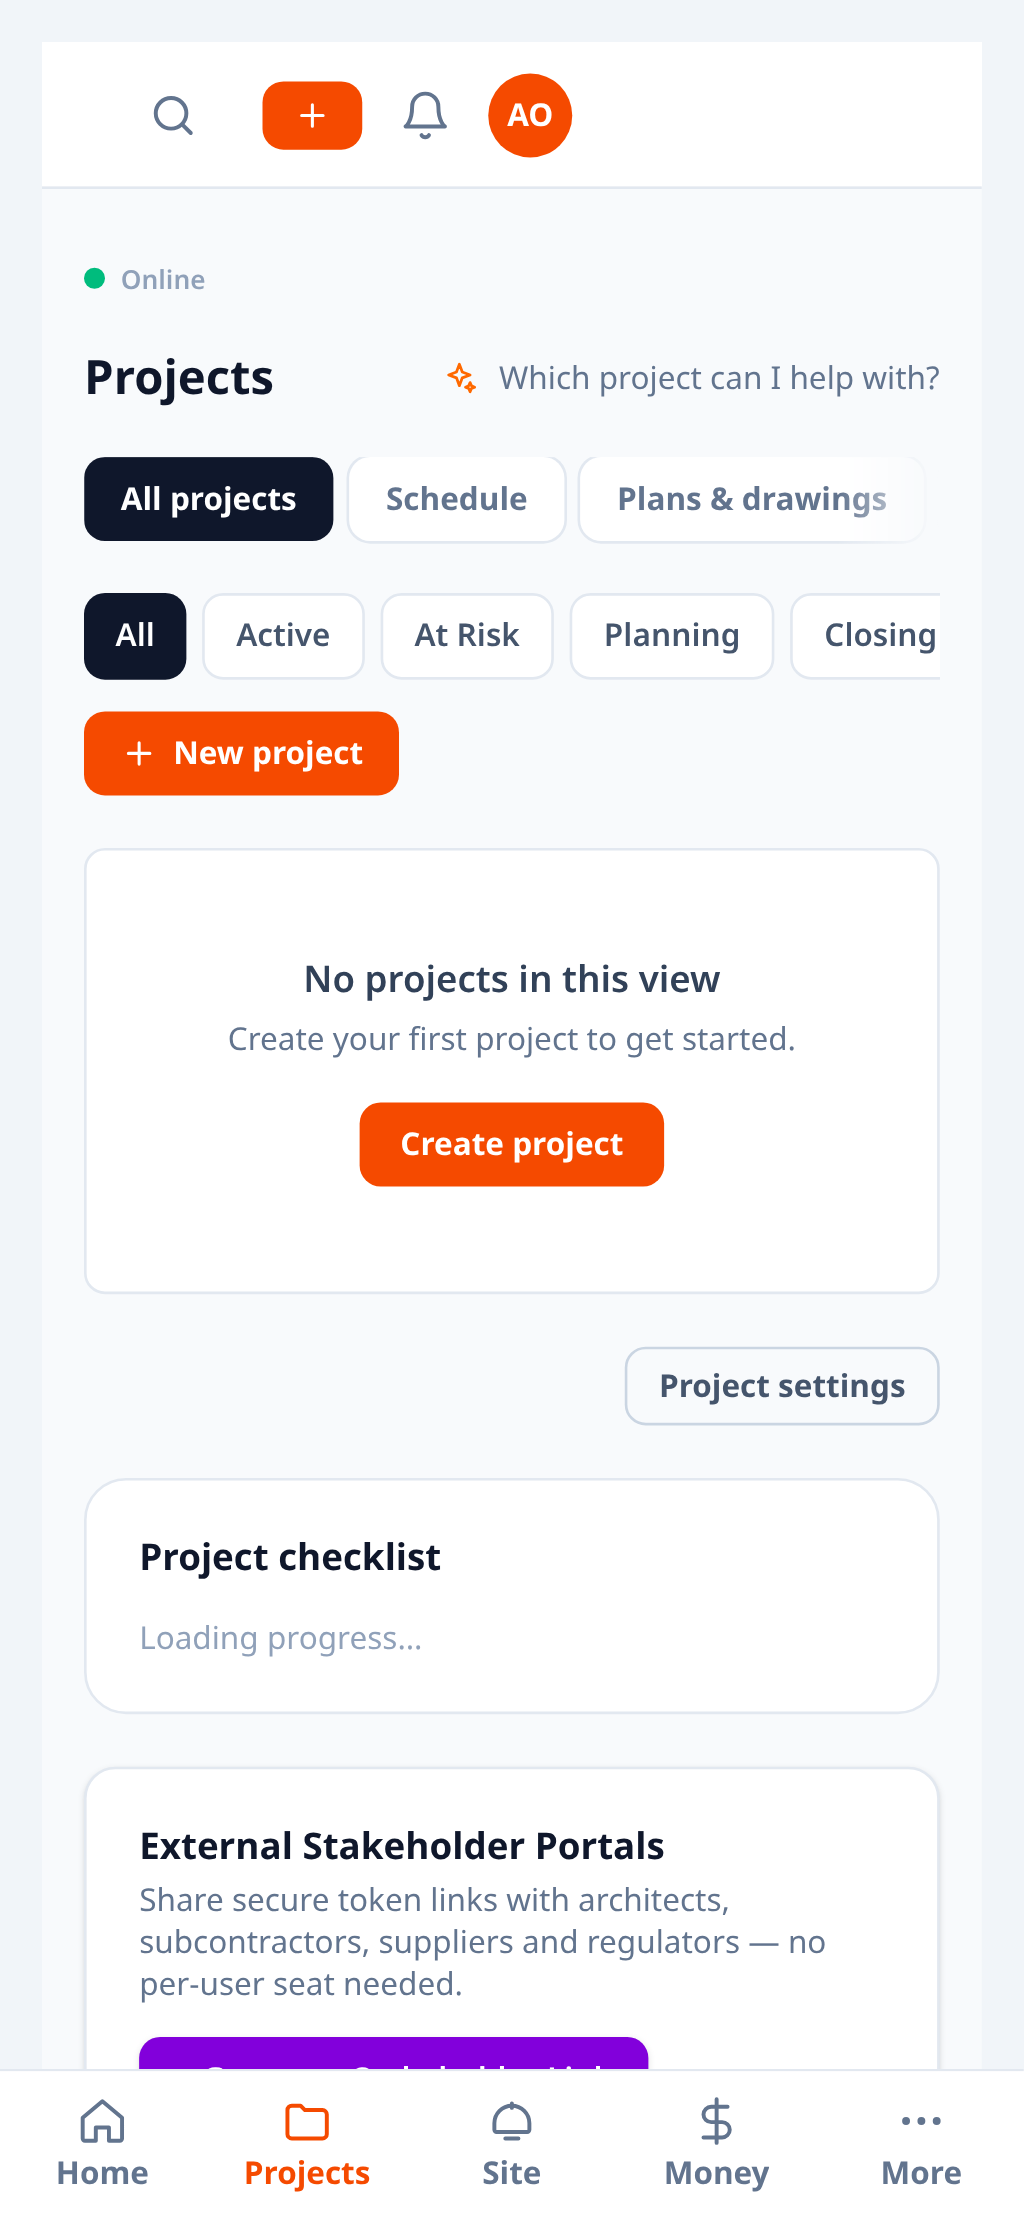 AO
Online
Projects
Which project can I help with?
All projects
Schedule
Plans & drawings
All
Active
At Risk
Planning
Closing
New project
No projects in this view
Create your first project to get started.
Create project
Project settings
Project checklist
Loading progress...
External Stakeholder Portals
Share secure token links with architects,
subcontractors, suppliers and regulators — no
per-user seat needed.
Home
Projects
Site
Money
More